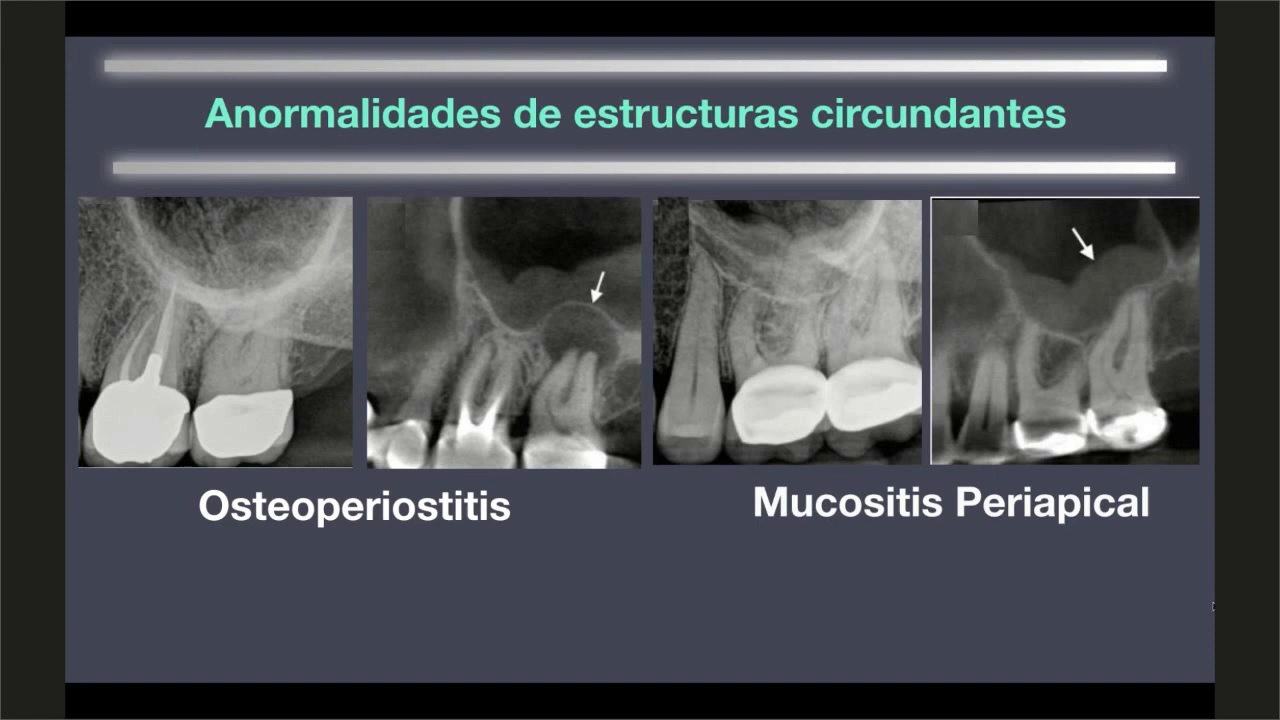 Anormalidades de estructuras circundantes
Osteoperiostitis
Mucositis Periapical